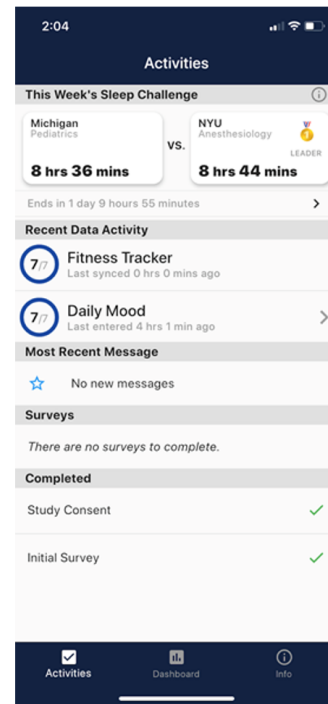 2:04
Activities
This Week's Sleep Challenge
Michigan
Pediatrics
8 hrs 36 mins
VS.
NYU
Anesthesiology
LEADER
8 hrs 44 mins
Ends in 1 day 9 hours 55 minutes
Recent Data Activity
7/7
Fitness Tracker
Last synced 0 hrs 0 mins ago
7/7
Daily Mood
Last entered 4 hrs 1 min ago
Most Recent Message
No new messages
Surveys
There are no surveys to complete.
Completed
Study Consent
Initial Survey
Activities
Dashboard
Info